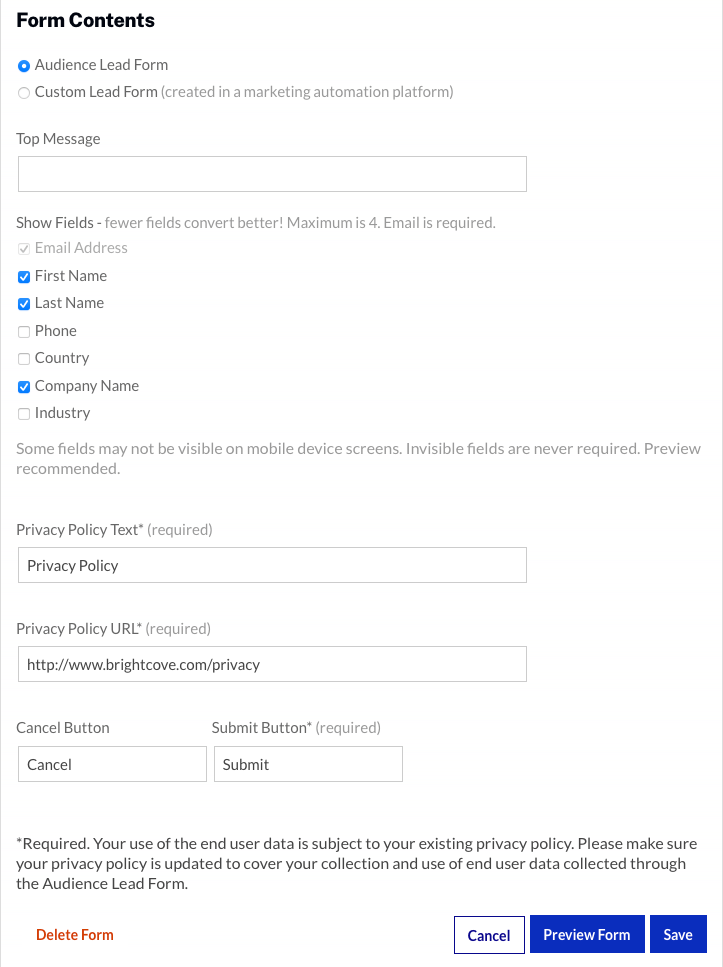 Form Contents
Audience Lead Form
Custom Lead Form (created in a marketing automation platform)
Top Message
Show Fields - fewer fields convert better! Maximum is 4. Email is required.
Email Address
First Name
Last Name
Phone
Country
Company Name
Industry
Some fields may not be visible on mobile device screens. Invisible fields are never required. Preview
recommended.
Privacy Policy Text* (required)
Privacy Policy
Privacy Policy URL* (required)
http://www.brightcove.com/privacy
Cancel Button Submit Button* (required)
Cancel Submit
*Required. Your use of the end user data is subject to your existing privacy policy. Please make sure
your privacy policy is updated to cover your collection and use of end user data collected through
the Audience Lead Form.
Delete Form Cancel Preview Form Save